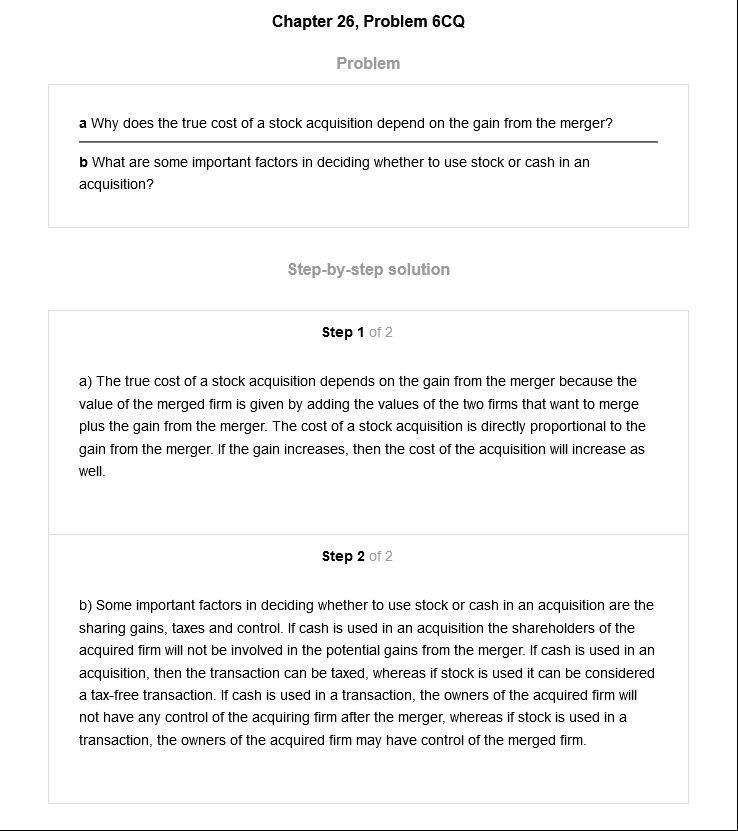 Chapter 26, Problem 6CQ
Problem
a Why does the true cost of a stock acquisition depend on the gain from the merger?
b What are some important factors in deciding whether to use stock or cash in an
acquisition?
Step-by-step solution
Step 1 of 2
a) The true cost of a stock acquisition depends on the gain from the merger because the
value of the merged firm is given by adding the values of the two firms that want to merge
plus the gain from the merger. The cost of a stock acquisition is directly proportional to the
gain from the merger. If the gain increases, then the cost of the acquisition will increase as
well.
Step 2 of 2
b) Some important factors in deciding whether to use stock or cash in an acquisition are the
sharing gains, taxes and control. If cash is used in an acquisition the shareholders of the
acquired firm will not be involved in the potential gains from the merger. If cash is used in an
acquisition, then the transaction can be taxed, whereas if stock is used it can be considered
a tax-free transaction. If cash is used in a transaction, the owners of the acquired firm will
not have any control of the acquiring firm after the merger, whereas if stock is used in a
transaction, the owners of the acquired firm may have control of the merged firm.